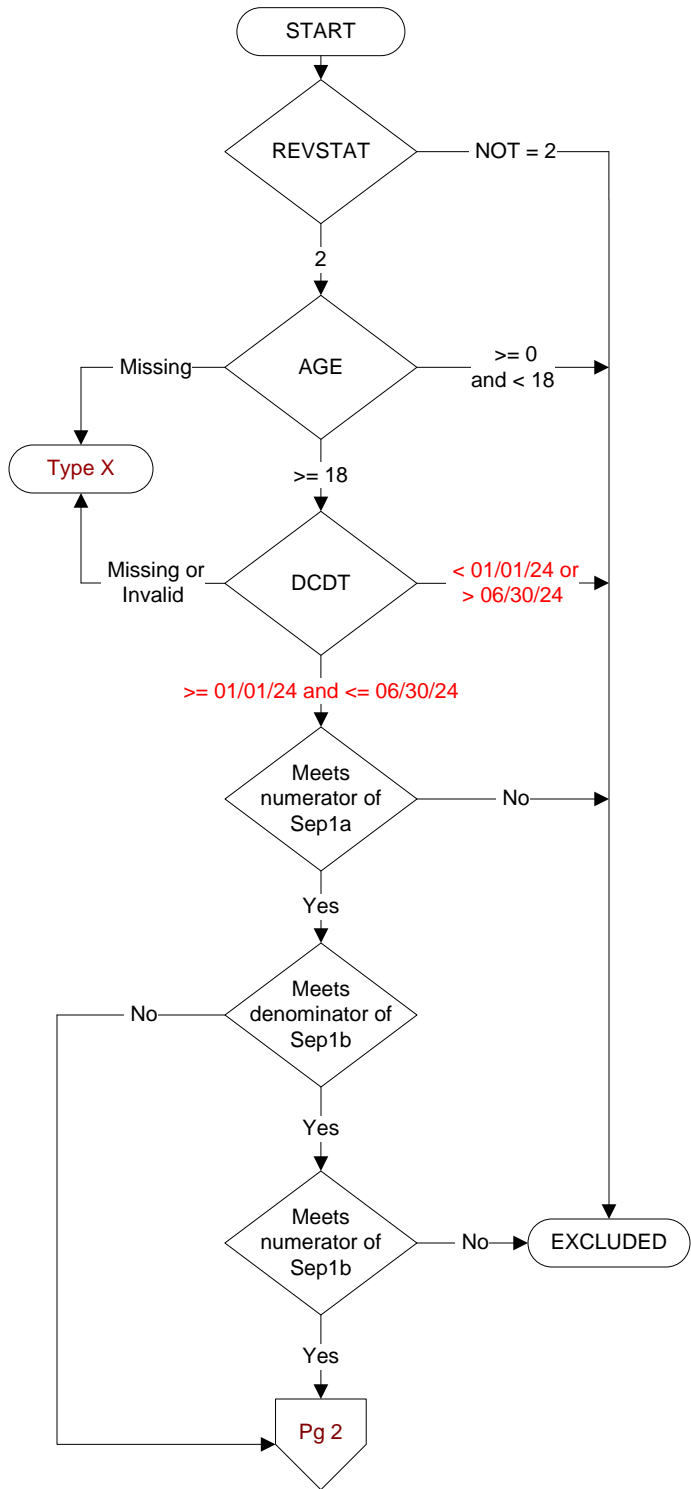 START
REVSTAT
NOT = 2
2
AGE
Missing
>= 0
and < 18
Type X
>= 18
Missing or
Invalid
DCDT
< 01/01/24 or
> 06/30/24
>= 01/01/24 and <= 06/30/24
Meets
numerator of
Sep1a
No
Yes
Meets
denominator of
Sep1b
No
Yes
Meets
numerator of
Sep1b
No
EXCLUDED
Yes
Pg 2